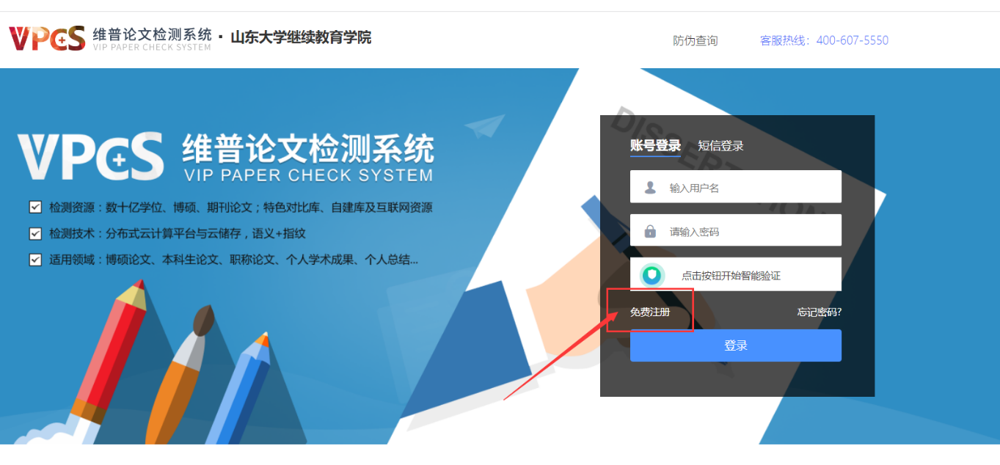 VPCS 维普论文检测系统 · 山东大学继续教育学院
VIP PAPER CHECK SYSTEM
防伪查询 客服热线：400-607-5550
VPCS 维普论文检测系统
VIP PAPER CHECK SYSTEM
检测资源：数十亿学位、博硕、期刊论文；特色对比库、自建库及互联网资源
检测技术：分布式云计算平台与云储存，语义+指纹
适用领域：博硕论文、本科生论文、职称论文、个人学术成果、个人总结...
DISSERTATION
账号登录 短信登录
输入用户名
请输入密码
点击按钮开始智能验证
免费注册 忘记密码?
登录